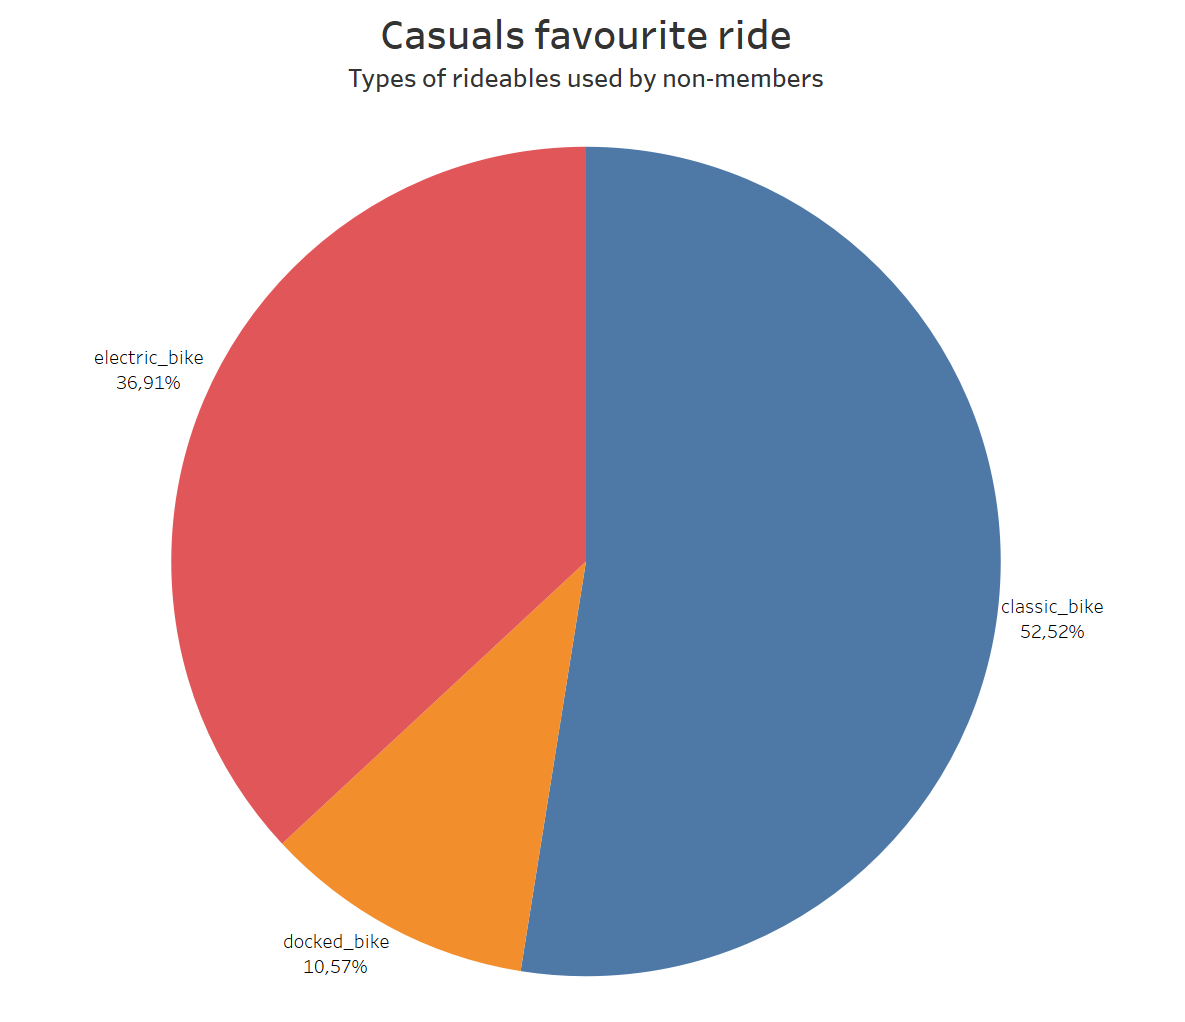 Casuals favourite ride
Types of rideables used by non-members
electric_bike
36,91%
classic_bike
52,52%
docked_bike
10,57%